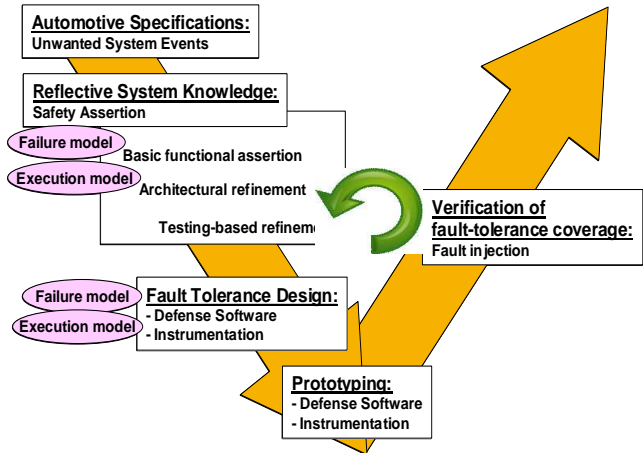 Automotive Specifications:
Unwanted System Events
Reflective System Knowledge:
Safety Assertion
Failure model
Basic functional assertion
Execution model
Architectural refinement
Testing-based refineme
Verification of
fault-tolerance coverage:
Fault injection
Failure model
Execution model
Fault Tolerance Design:
- Defense Software
- Instrumentation
Prototyping:
- Defense Software
- Instrumentation